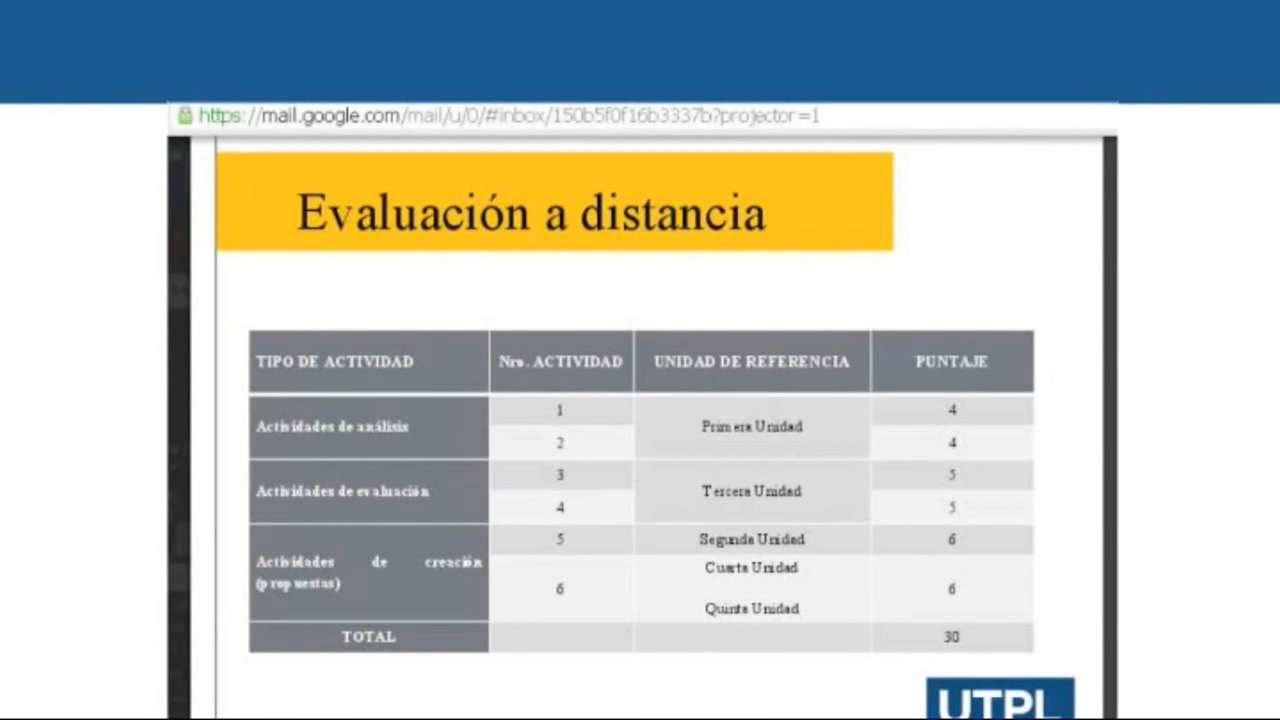 https://mail.google.com/mail/u/0/#inbox/150b5f0f16b3337b?projector=1
Evaluación a distancia
TIPO DE ACTIVIDAD Nro. ACTIVIDAD UNIDAD DE REFERENCIA PUNTAJE
Actividades de análisis 1 Primera Unidad 4
2 4
Actividades de evaluación 3 Tercera Unidad 5
4 5
Actividades de creación (propuestas) 5 Segunda Unidad 6
6 Cuarta Unidad 6
Quinta Unidad
TOTAL 30
UTPL